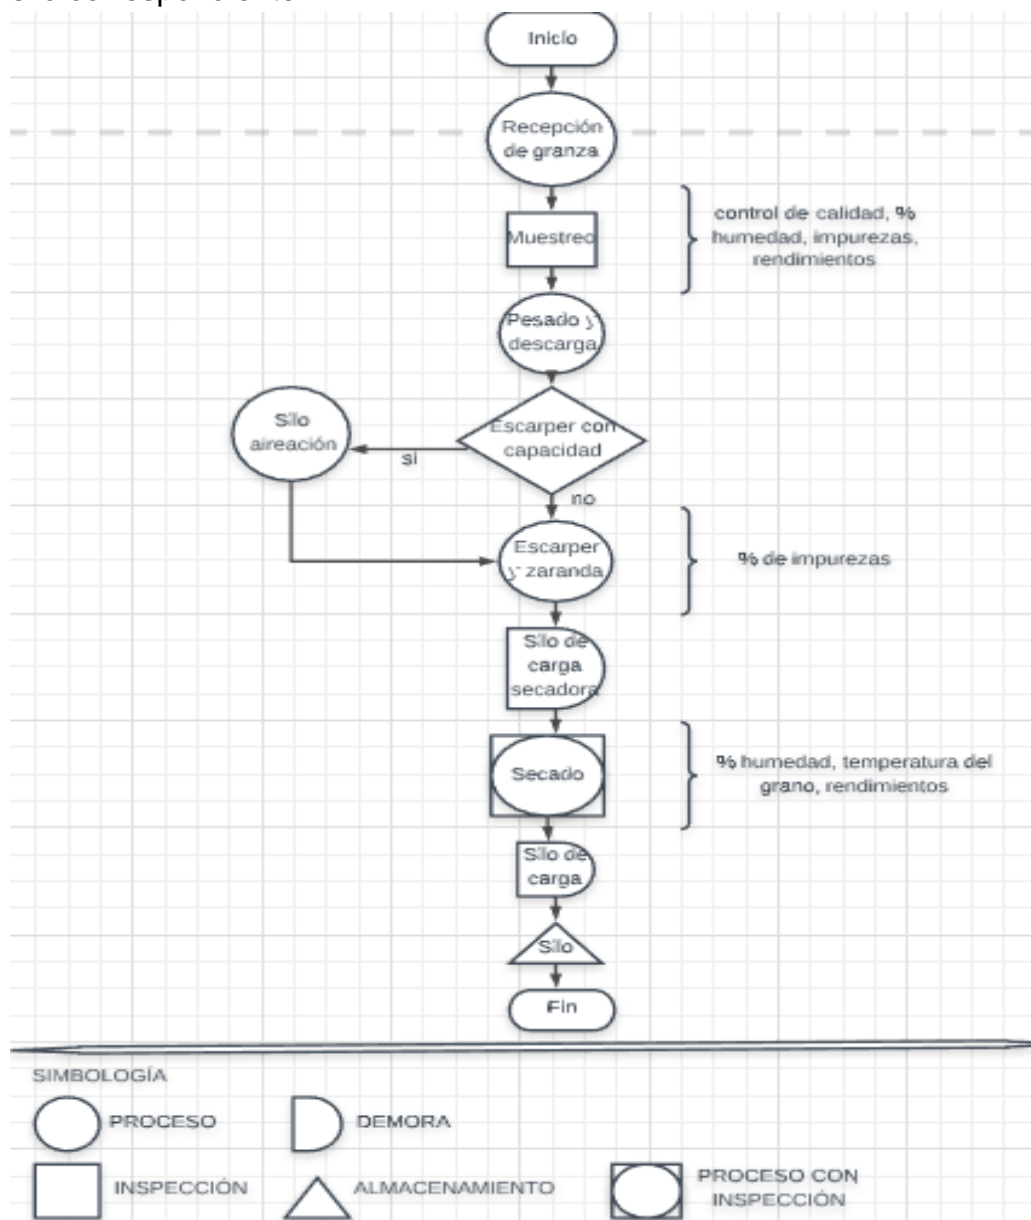 Inicio
Recepción
de granza
Muestreo
control de calidad, %
humedad, impurezas,
rendimientos
Pesado y
descarga
Escarper con
capacidad
Silo
aireación
si
no
Escarper
y zaranda
% de impurezas
Silo de
carga
secadora
Secado
% humedad, temperatura del
grano, rendimientos
Silo de
carga
Silo
Fin
SIMBOLOGÍA
PROCESO
DEMORA
INSPECCIÓN
ALMACENAMIENTO
PROCESO CON
INSPECCIÓN